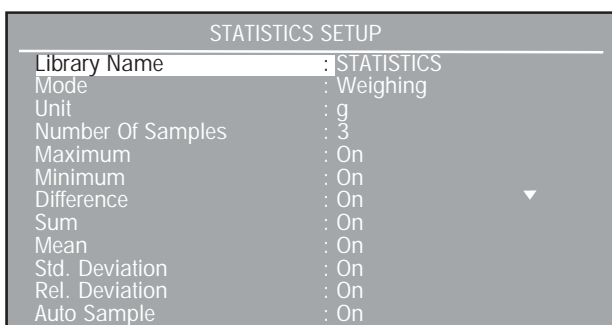 STATISTICS SETUP
Library Name : STATISTICS
Mode : Weighing
Unit : g
Number Of Samples : 3
Maximum : On
Minimum : On
Difference : On
Sum : On
Mean : On
Std. Deviation : On
Rel. Deviation : On
Auto Sample : On